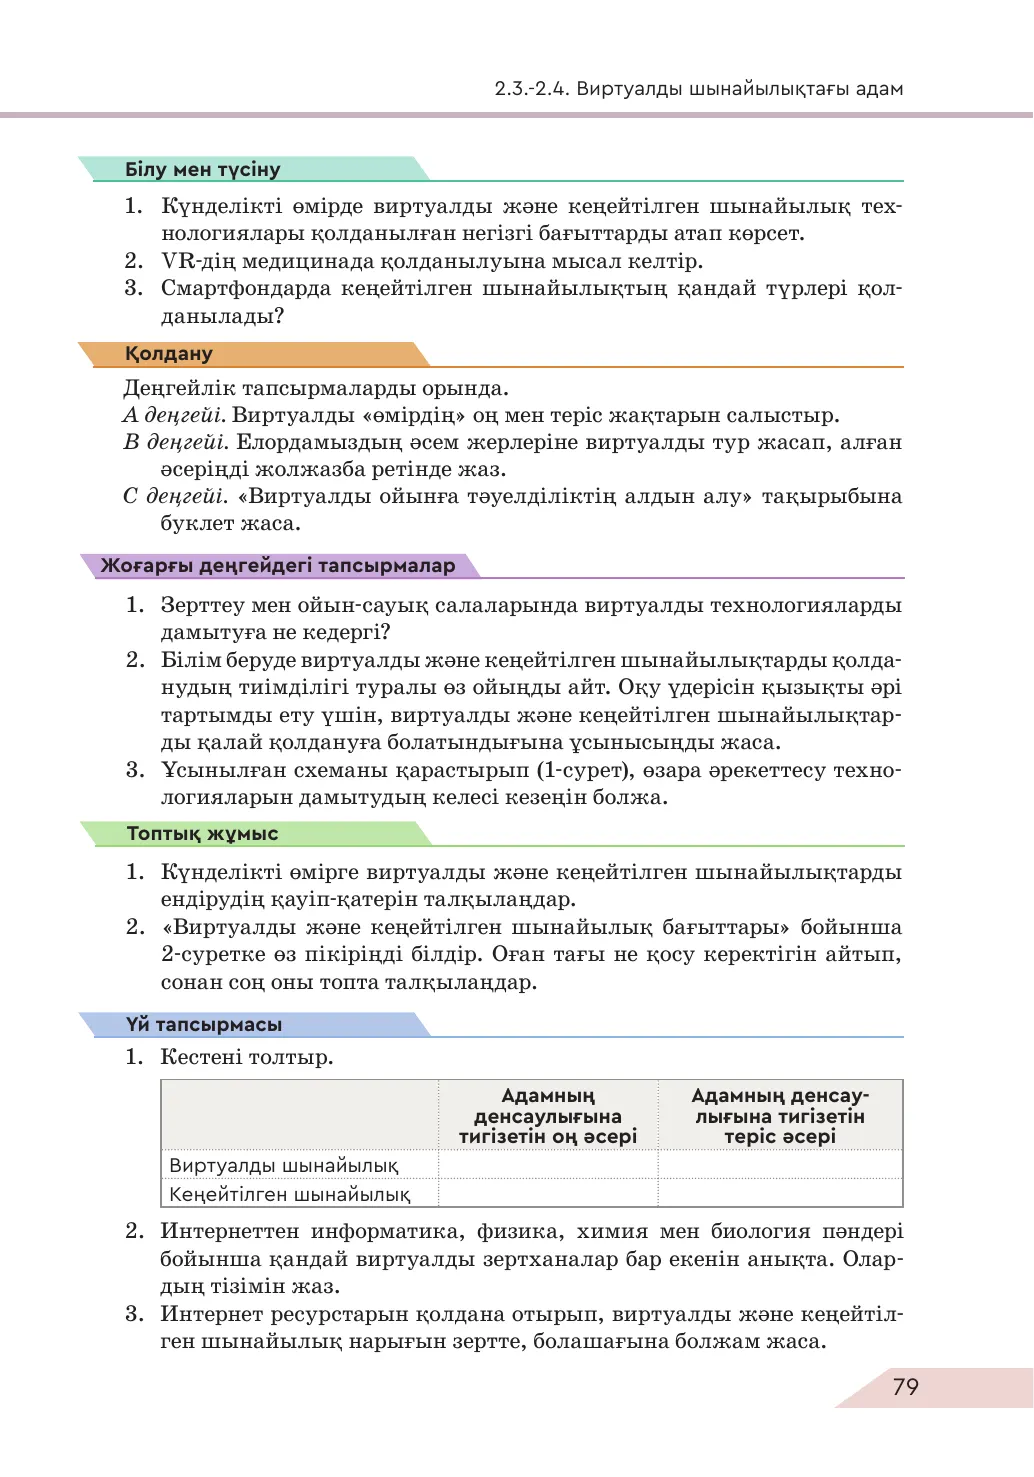 2.3.-2.4. Виртуалды шынайылықтағы адам
Білу мен түсіну
1. Күнделікті өмірде виртуалды және кеңейтілген шынайылық тех-
нологиялары қолданылған негізгі бағыттарды атап көрсет.
2. VR-дің медицинада қолданылуына мысал келтір.
3. Смартфондарда кеңейтілген шынайылықтың қандай түрлері қол-
данылады?
Қолдану
Деңгейлік тапсырмаларды орында.
А деңгейі. Виртуалды «өмірдің» оң мен теріс жақтарын салыстыр.
В деңгейі. Елордамыздың әсем жерлеріне виртуалды тур жасап, алған
әсеріңді жолжазба ретінде жаз.
С деңгейі. «Виртуалды ойынға тәуелділіктің алдын алу» тақырыбына
буклет жаса.
Жоғарғы деңгейдегі тапсырмалар
1. Зерттеу мен ойын-сауық салаларында виртуалды технологияларды
дамытуға не кедергі?
2. Білім беруде виртуалды және кеңейтілген шынайылықтарды қолда-
нудың тиімділігі туралы өз ойыңды айт. Оқу үдерісін қызықты әрі
тартымды ету үшін, виртуалды және кеңейтілген шынайылықтар-
ды қалай қолдануға болатындығына ұсынысыңды жаса.
3. Ұсынылған схеманы қарастырып (1-сурет), өзара әрекеттесу техно-
логияларын дамытудың келесі кезеңін болжа.
Топтық жұмыс
1. Күнделікті өмірге виртуалды және кеңейтілген шынайылықтарды
ендірудің қауіп-қатерін талқылаңдар.
2. «Виртуалды және кеңейтілген шынайылық бағыттары» бойынша
2-суретке өз пікіріңді білдір. Оған тағы не қосу керектігін айтып,
сонан соң оны топта талқылаңдар.
Үй тапсырмасы
1. Кестені толтыр.
Адамның
денсаулығына
тигізетін оң әсері
Адамның денсау-
лығына тигізетін
теріс әсері
Виртуалды шынайылық
Кеңейтілген шынайылық
2. Интернеттен информатика, физика, химия мен биология пәндері
бойынша қандай виртуалды зертханалар бар екенін анықта. Олар-
дың тізімін жаз.
3. Интернет ресурстарын қолдана отырып, виртуалды және кеңейтіл-
ген шынайылық нарығын зертте, болашағына болжам жаса.
79